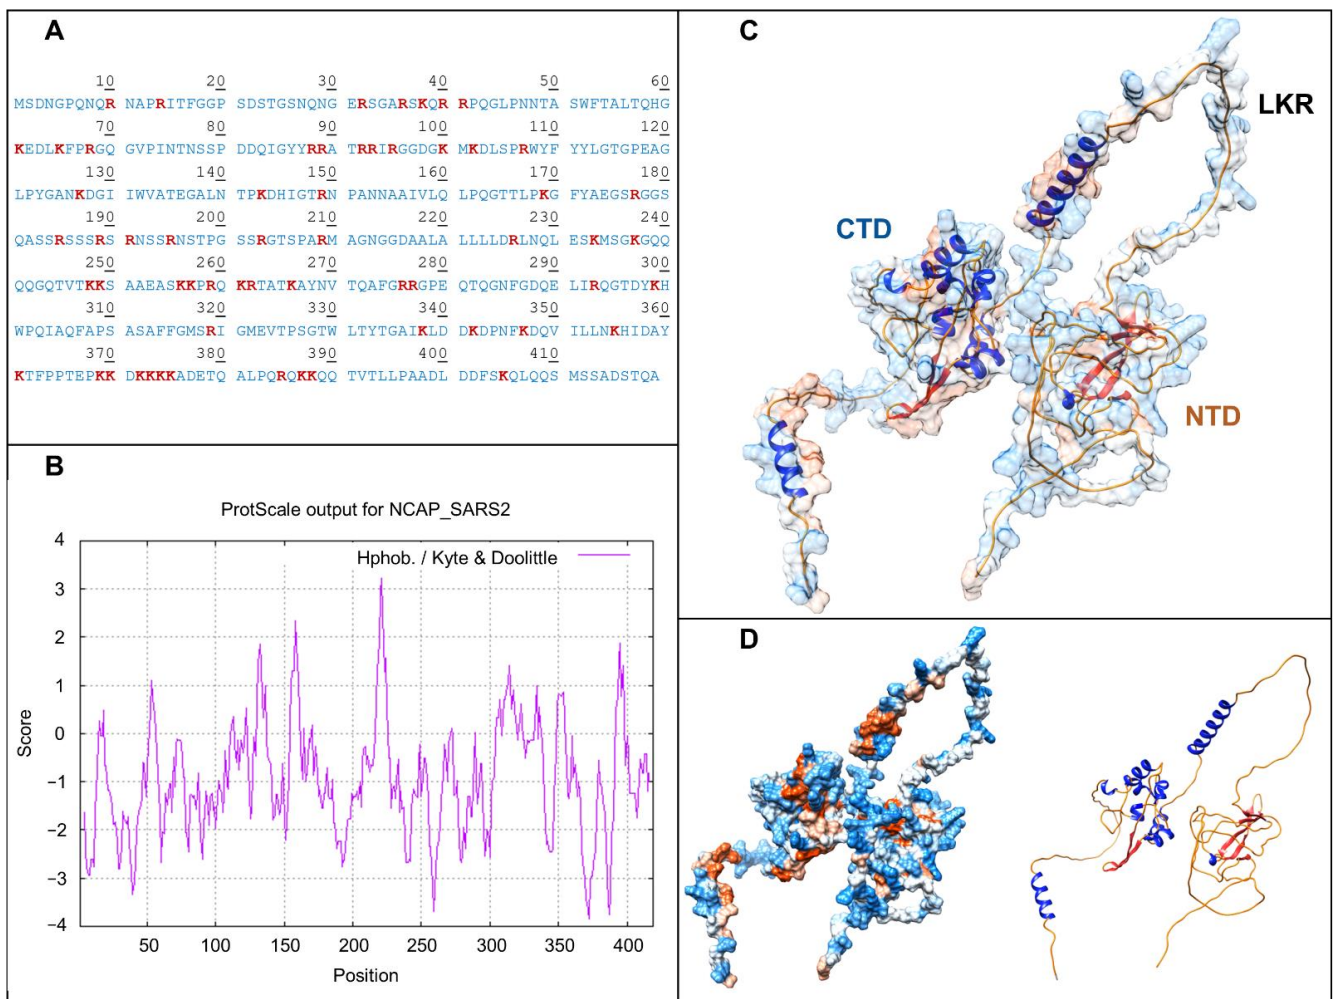 A
10 20 30 40 50 60
MSDNGPQNQR NAPRITFGGP SDSTGSNQNG ERSGARSKQR RPQGLPNNTA SWFTALTQHG
70 80 90 100 110 120
KEDLKFPRGQ GVPINTNSSP DDQIGYYRRA TRRIRGGDGK MKDLSPRWYF YYLGTGPEAG
130 140 150 160 170 180
LPYGANKDGI IWVATEGALN TPKDHIGTRN PANNAAIVLQ LPQGTTLPKG FYAEGSRGGS
190 200 210 220 230 240
QASSRSSSRS RNSSRNSTPG SSRGTSPARM AGNGGDAALA LLLLDRLNQL ESKMSGKGQQ
250 260 270 280 290 300
QQGQTVTKKS AAEASKKPRQ KRTATKAYNV TQAFGRRGPE QTQGNFGDQE LIRQGTDYKH
310 320 330 340 350 360
WPQIAQFAPS ASAFFGMSRI GMEVTPSGTW LTYTGAIKLD DKDPNFKDQV ILLNKHIDAY
370 380 390 400 410
KTFPPTEPKK DKKKKADETQ ALPQRQKKQQ TVTLLPAADL DDFSKQLQQS MSSADSTQA
B
ProtScale output for NCAP_SARS2
Hphob. / Kyte & Doolittle
Score
4
3
2
1
0
−1
−2
−3
−4
50 100 150 200 250 300 350 400
Position
C
LKR
CTD
NTD
D